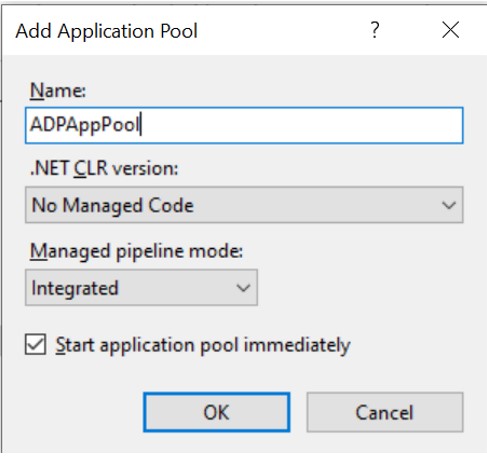 Add Application Pool ?
Name:
ADPAppPool
.NET CLR version:
No Managed Code
Managed pipeline mode:
Integrated
Start application pool immediately
OK Cancel